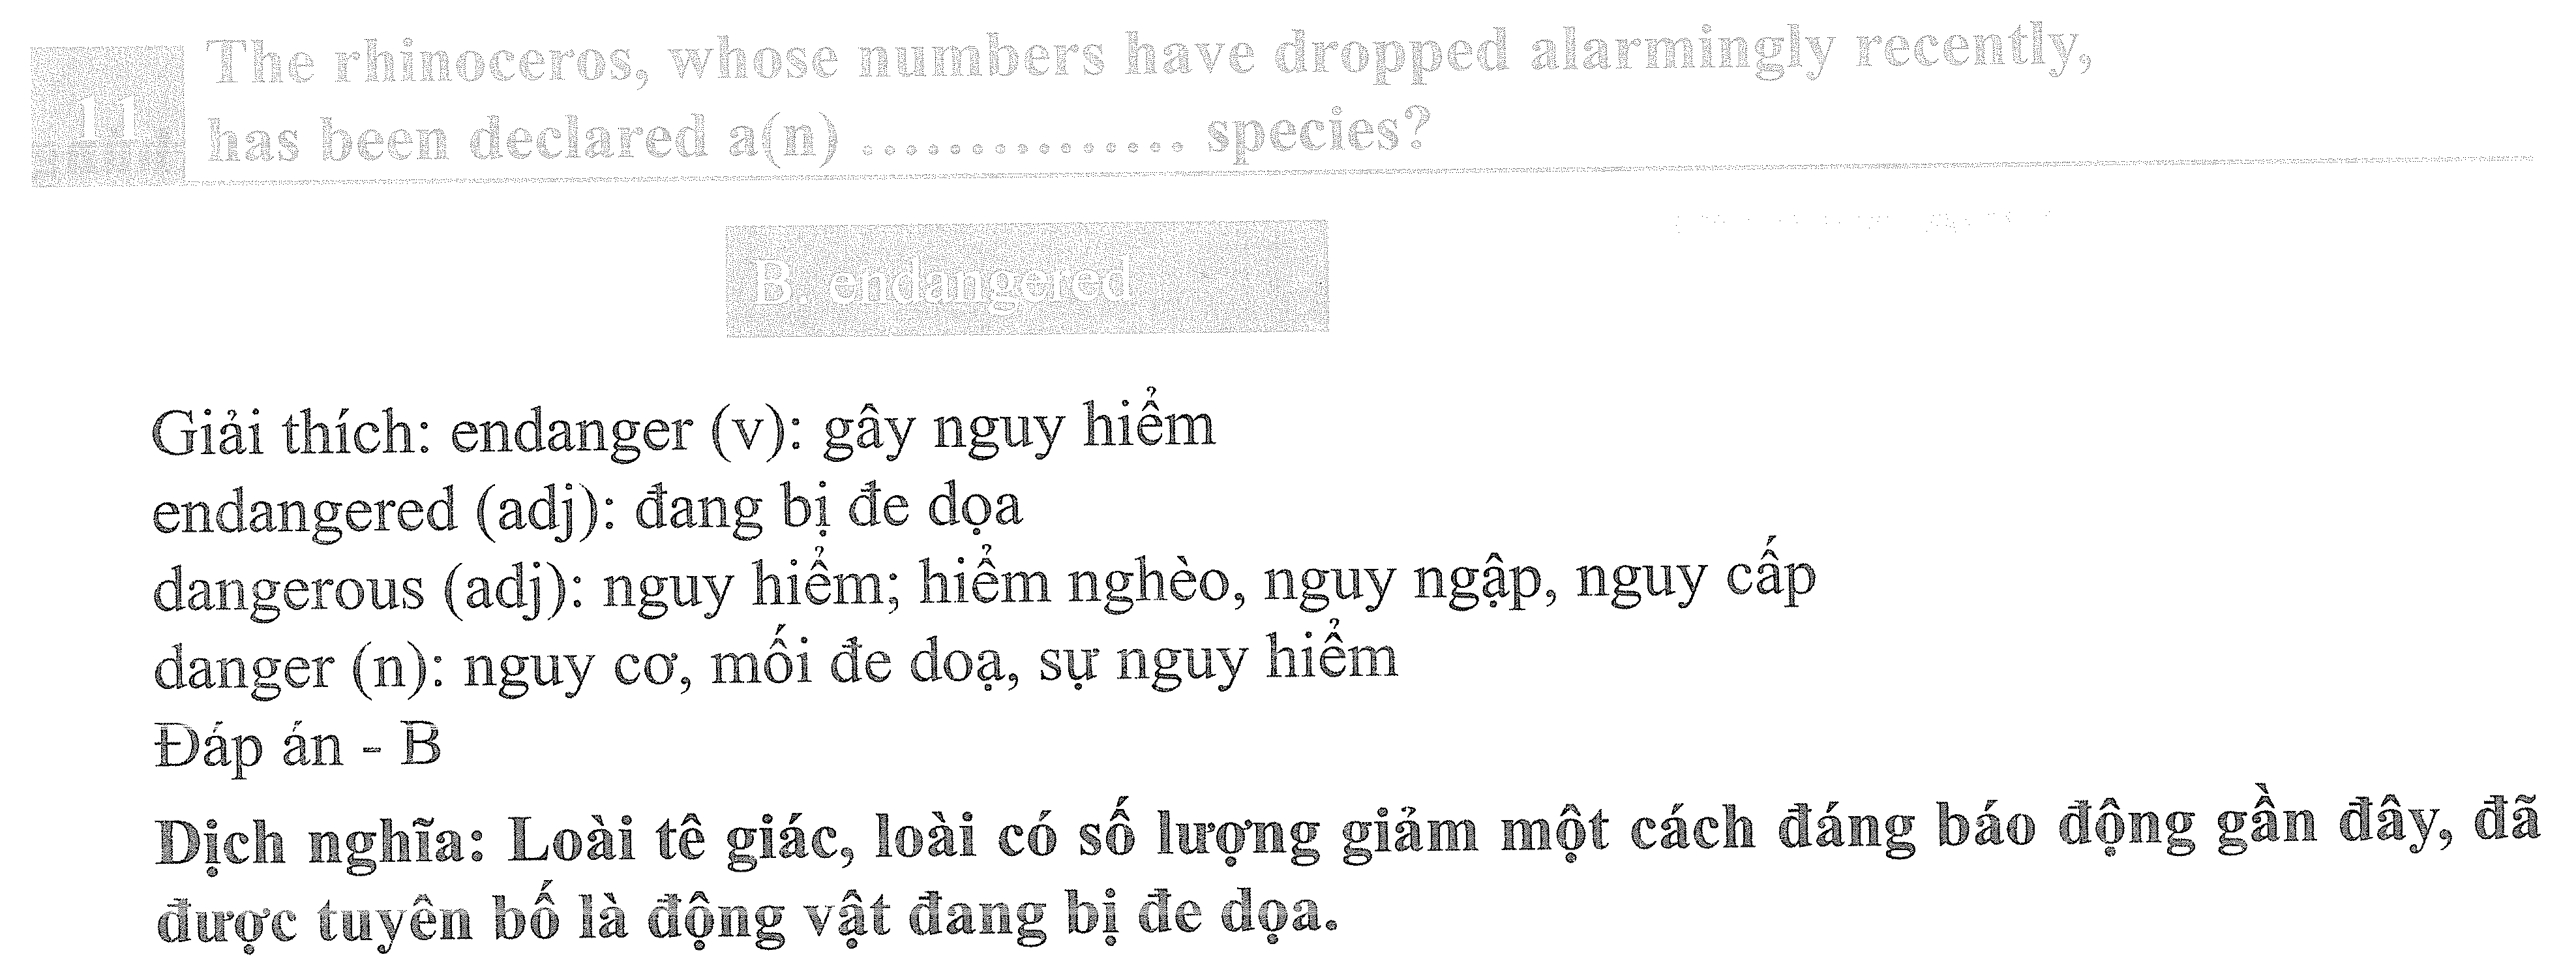 11
The rhinoceros, whose numbers have dropped alarmingly recently,
has been declared a(n) ............... species?
B. endangered
Giải thích: endanger (v): gây nguy hiểm
endangered (adj): đang bị đe dọa
dangerous (adj): nguy hiểm; hiểm nghèo, nguy ngập, nguy cấp
danger (n): nguy cơ, mối đe doạ, sự nguy hiểm
Đáp án - B
Dịch nghĩa: Loài tê giác, loài có số lượng giảm một cách đáng báo động gần đây, đã
được tuyên bố là động vật đang bị đe dọa.